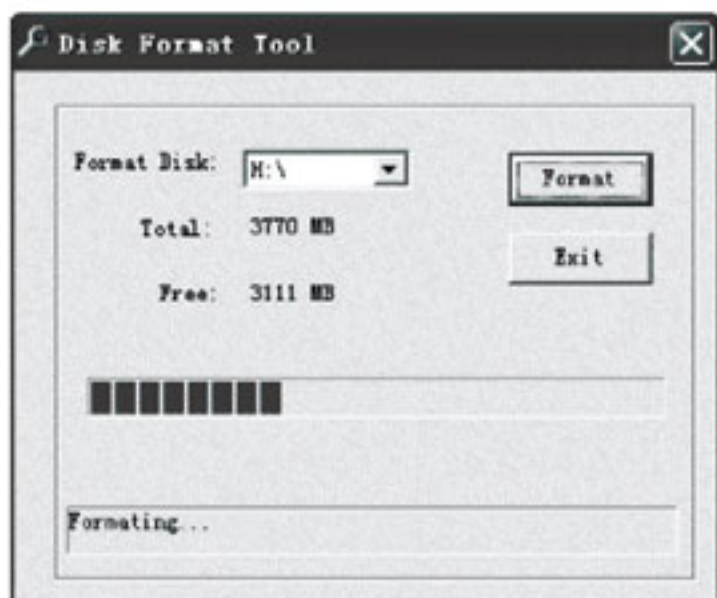 Disk Format Tool
Format Disk: M:\
Format
Total: 3770 MB
Exit
Free: 3111 MB
Formating...